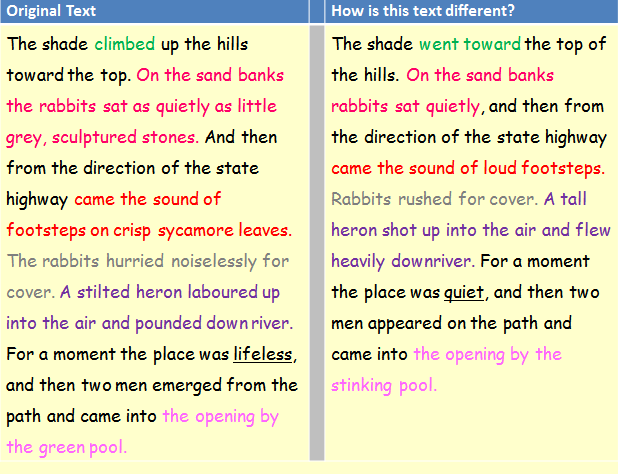 Original Text
The shade climbed up the hills
toward the top. On the sand banks
the rabbits sat as quietly as little
grey, sculptured stones. And then
from the direction of the state
highway came the sound of
footsteps on crisp sycamore leaves.
The rabbits hurried noiselessly for
cover. A stilted heron laboured up
into the air and pounded down river.
For a moment the place was lifeless,
and then two men emerged from the
path and came into the opening by
the green pool.
How is this text different?
The shade went toward the top of
the hills. On the sand banks
rabbits sat quietly, and then from
the direction of the state highway
came the sound of loud footsteps.
Rabbits rushed for cover. A tall
heron shot up into the air and flew
heavily downriver. For a moment
the place was quiet, and then two
men appeared on the path and
came into the opening by the
stinking pool.